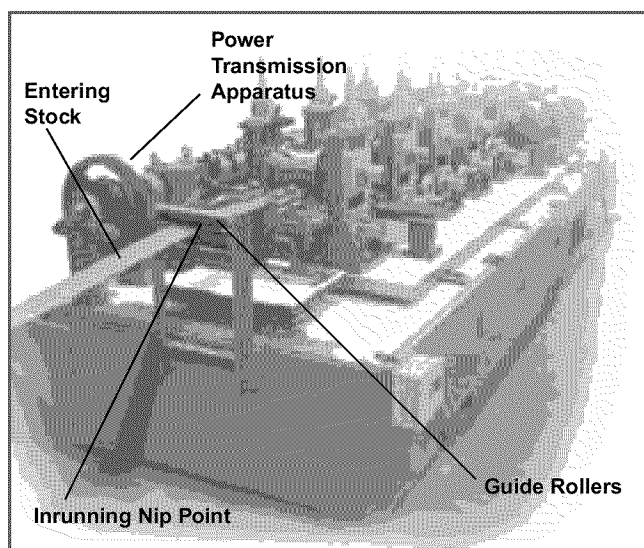 Power
Transmission
Apparatus
Entering
Stock
Guide Rollers
Inrunning Nip Point